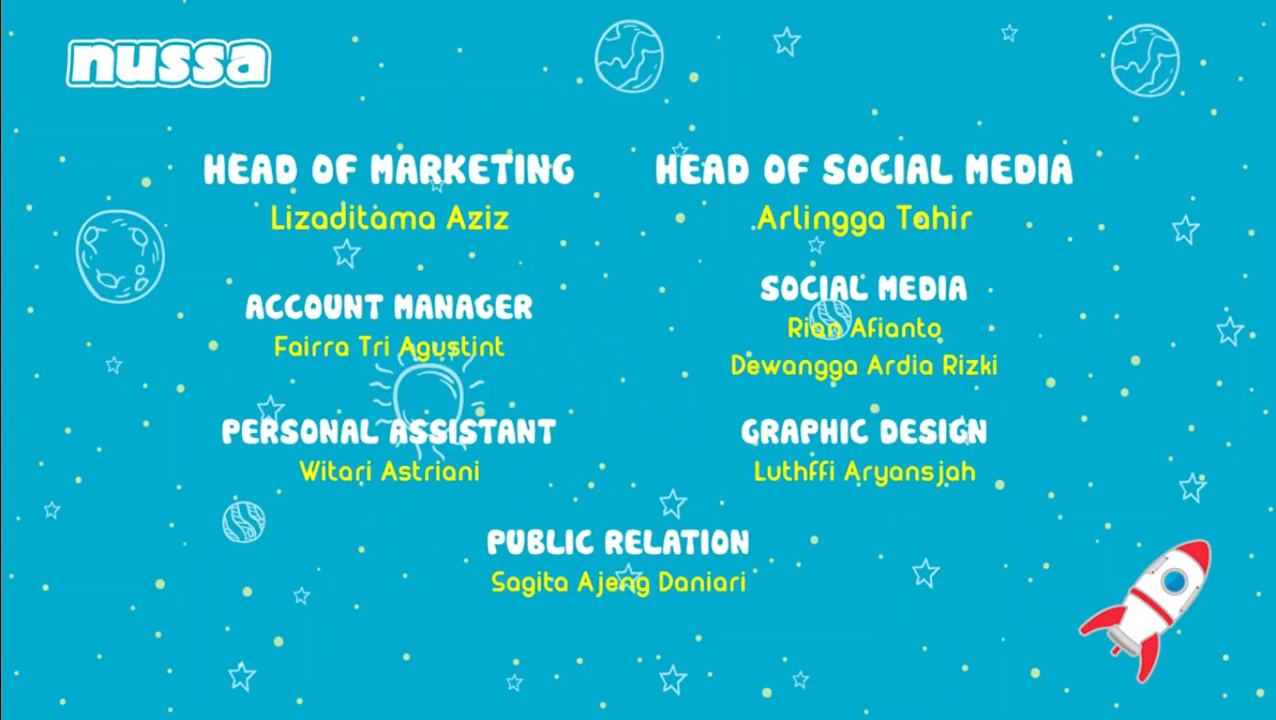 nussa
HEAD OF MARKETING
Lizaditama Aziz
ACCOUNT MANAGER
Fairra Tri Agustint
PERSONAL ASSISTANT
Witari Astriani
HEAD OF SOCIAL MEDIA
Arlingga Tahir
SOCIAL MEDIA
Rian Afianto
Dewangga Ardia Rizki
GRAPHIC DESIGN
Luthffi Aryansjah
PUBLIC RELATION
Sagita Ajeng Daniari